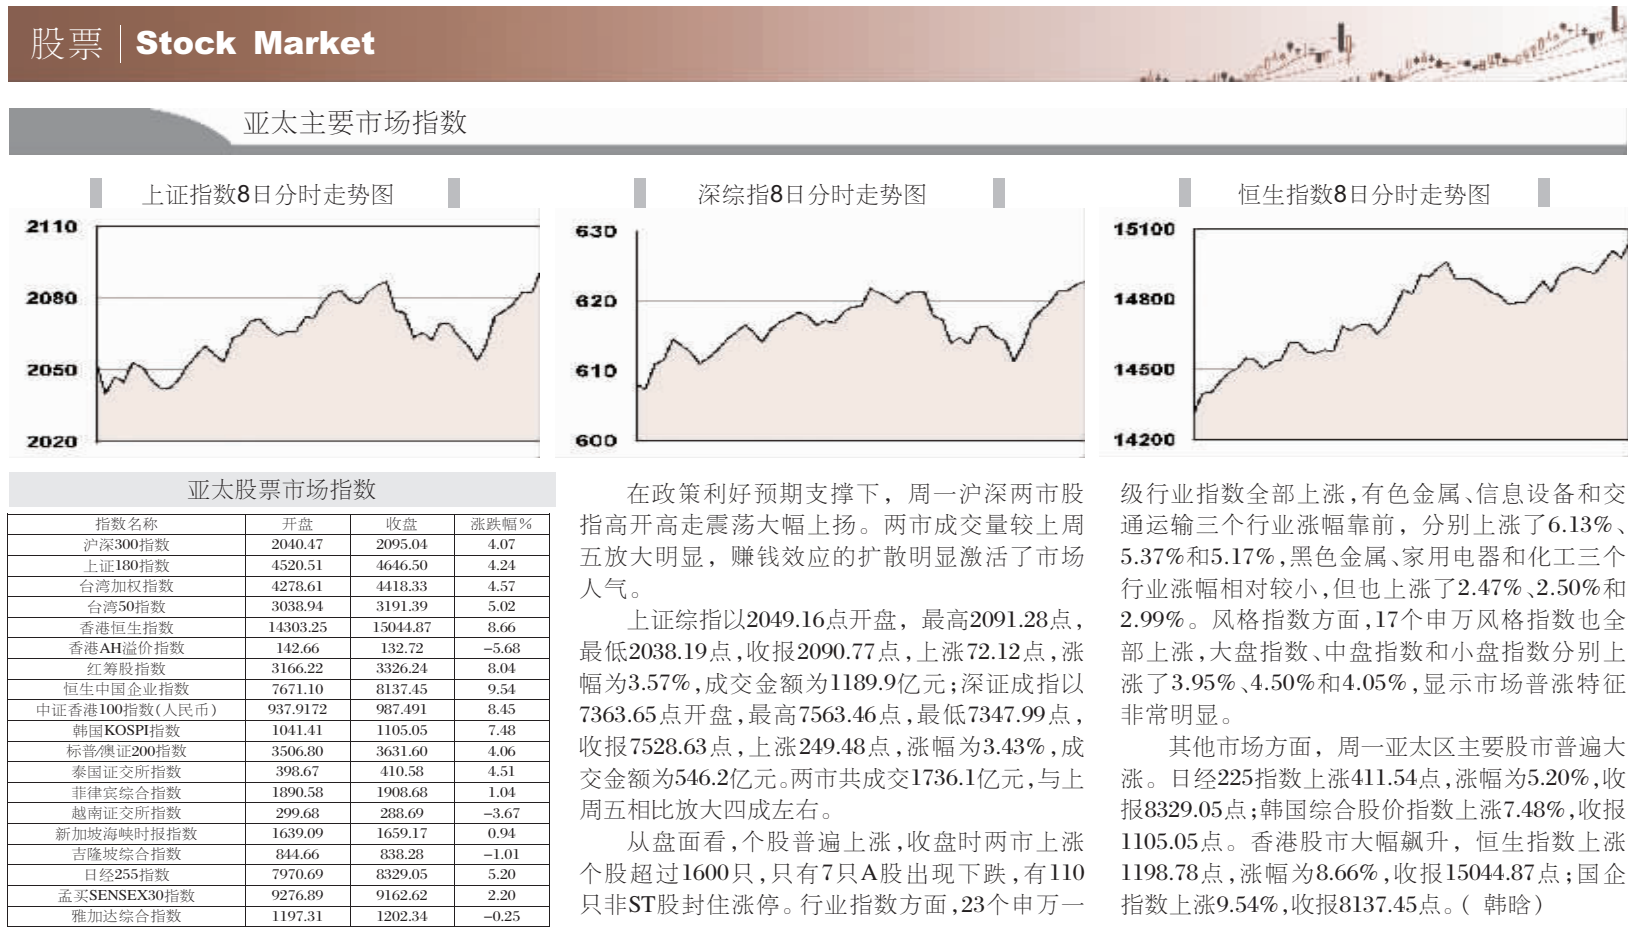 股票 Stock Market
亚太主要市场指数
上证指数8日分时走势图
2110
2080
2050
2020
深综指8日分时走势图
630
620
610
600
恒生指数8日分时走势图
15100
14800
14500
14200
亚太股票市场指数
指数名称 开盘 收盘 涨跌幅%
沪深300指数 2040.47 2095.04 4.07
上证180指数 4520.51 4646.50 4.24
台湾加权指数 4278.61 4418.33 4.57
台湾50指数 3038.94 3191.39 5.02
香港恒生指数 14303.25 15044.87 8.66
香港AH溢价指数 142.66 132.72 –5.68
红筹股指数 3166.22 3326.24 8.04
恒生中国企业指数 7671.10 8137.45 9.54
中证香港100指数(人民币) 937.9172 987.491 8.45
韩国KOSPI指数 1041.41 1105.05 7.48
标普/澳证200指数 3506.80 3631.60 4.06
泰国证交所指数 398.67 410.58 4.51
菲律宾综合指数 1890.58 1908.68 1.04
越南证交所指数 299.68 288.69 –3.67
新加坡海峡时报指数 1639.09 1659.17 0.94
吉隆坡综合指数 844.66 838.28 –1.01
日经255指数 7970.69 8329.05 5.20
孟买SENSEX30指数 9276.89 9162.62 2.20
雅加达综合指数 1197.31 1202.34 –0.25
在政策利好预期支撑下，周一沪深两市股
指高开高走震荡大幅上扬。两市成交量较上周
五放大明显，赚钱效应的扩散明显激活了市场
人气。
上证综指以2049.16点开盘，最高2091.28点，
最低2038.19点，收报2090.77点，上涨72.12点，涨
幅为3.57%，成交金额为1189.9亿元；深证成指以
7363.65点开盘，最高7563.46点，最低7347.99点，
收报7528.63点，上涨249.48点，涨幅为3.43%，成
交金额为546.2亿元。两市共成交1736.1亿元，与上
周五相比放大四成左右。
从盘面看，个股普遍上涨，收盘时两市上涨
个股超过1600只，只有7只A股出现下跌，有110
只非ST股封住涨停。行业指数方面，23个申万一
级行业指数全部上涨，有色金属、信息设备和交
通运输三个行业涨幅靠前，分别上涨了6.13%、
5.37%和5.17%，黑色金属、家用电器和化工三个
行业涨幅相对较小，但也上涨了2.47%、2.50%和
2.99%。风格指数方面，17个申万风格指数也全
部上涨，大盘指数、中盘指数和小盘指数分别上
涨了3.95%、4.50%和4.05%，显示市场普涨特征
非常明显。
其他市场方面，周一亚太区主要股市普遍大
涨。日经225指数上涨411.54点，涨幅为5.20%，收
报8329.05点；韩国综合股价指数上涨7.48%，收报
1105.05点。香港股市大幅飙升，恒生指数上涨
1198.78点，涨幅为8.66%，收报15044.87点；国企
指数上涨9.54%，收报8137.45点。（韩晗）